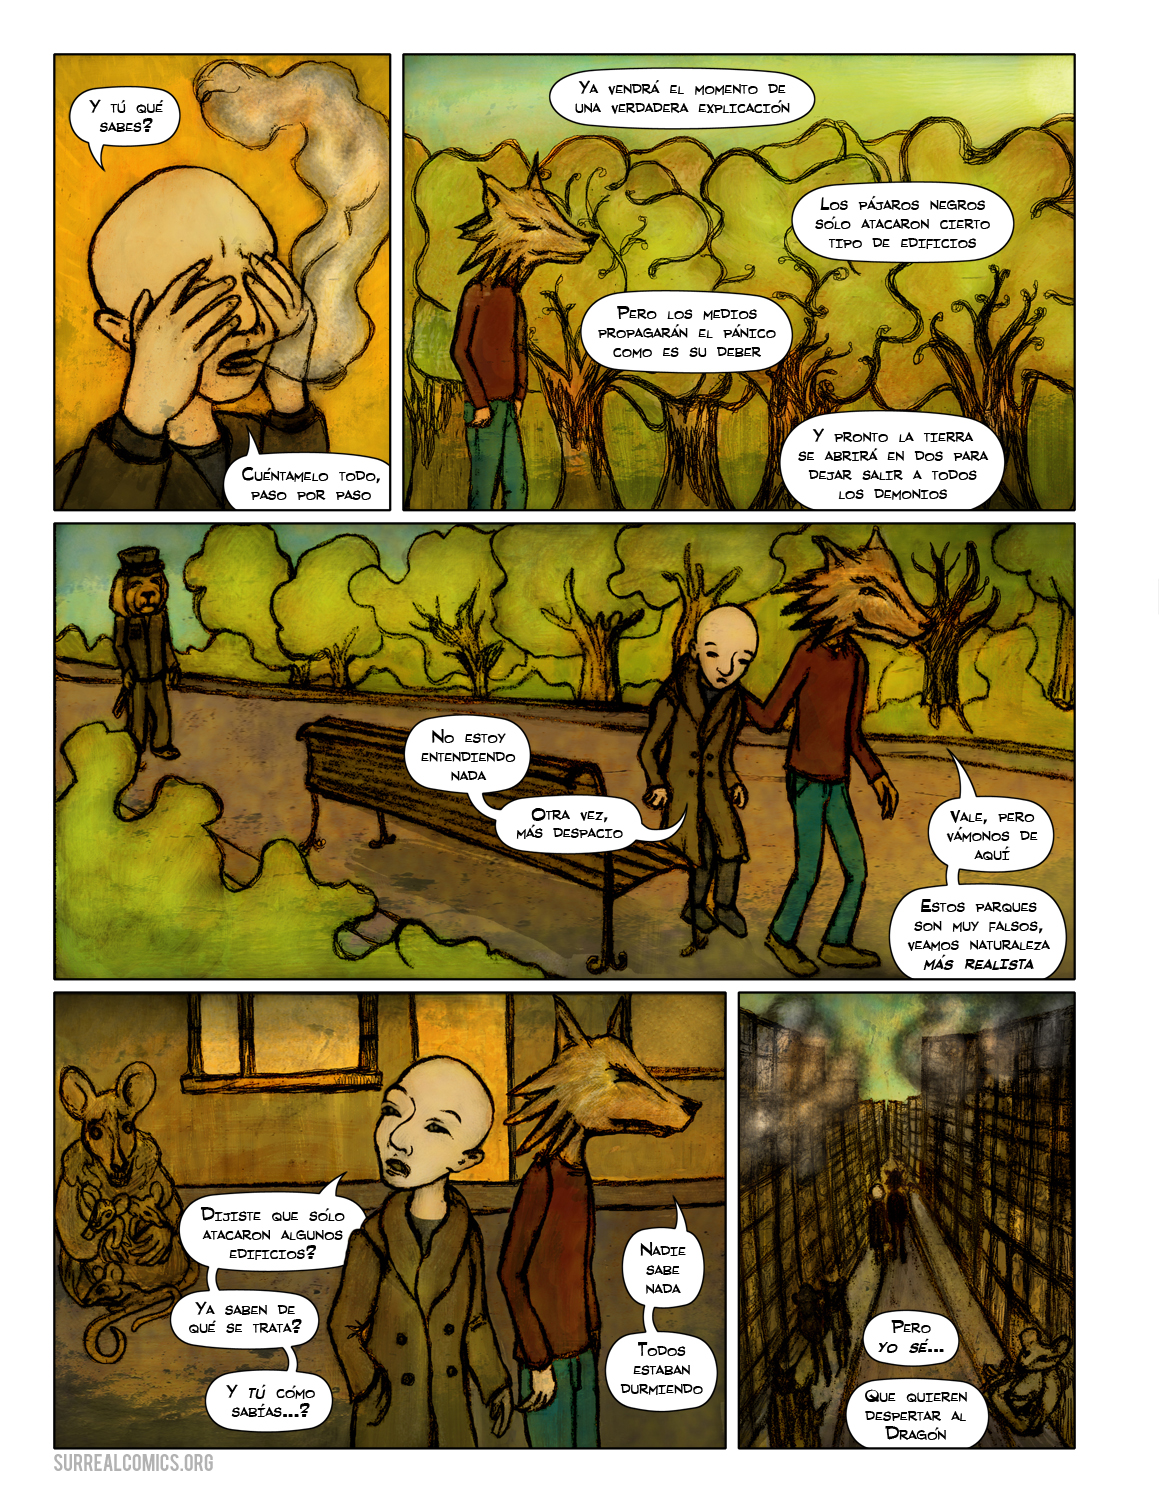 Y TÚ QUÉ
SABES?
CUÉNTAMELO TODO,
PASO POR PASO
YA VENDRÁ EL MOMENTO DE
UNA VERDADERA EXPLICACIÓN
LOS PÁJAROS NEGROS
SÓLO ATACARON CIERTO
TIPO DE EDIFICIOS
PERO LOS MEDIOS
PROPAGARÁN EL PÁNICO
COMO ES SU DEBER
Y PRONTO LA TIERRA
SE ABRIRÁ EN DOS PARA
DEJAR SALIR A TODOS
LOS DEMONIOS
NO ESTOY
ENTENDIENDO
NADA
OTRA VEZ,
MÁS DESPACIO
VALE, PERO
VÁMONOS DE
AQUÍ
ESTOS PARQUES
SON MUY FALSOS,
VEAMOS NATURALEZA
MÁS REALISTA
DIJISTE QUE SÓLO
ATACARON ALGUNOS
EDIFICIOS?
YA SABEN DE
QUÉ SE TRATA?
Y TÚ CÓMO
SABÍAS...?
NADIE
SABE
NADA
TODOS
ESTABAN
DURMIENDO
PERO
YO SÉ...
QUE QUIEREN
DESPERTAR AL
DRAGÓN
SURREALCOMICS.ORG